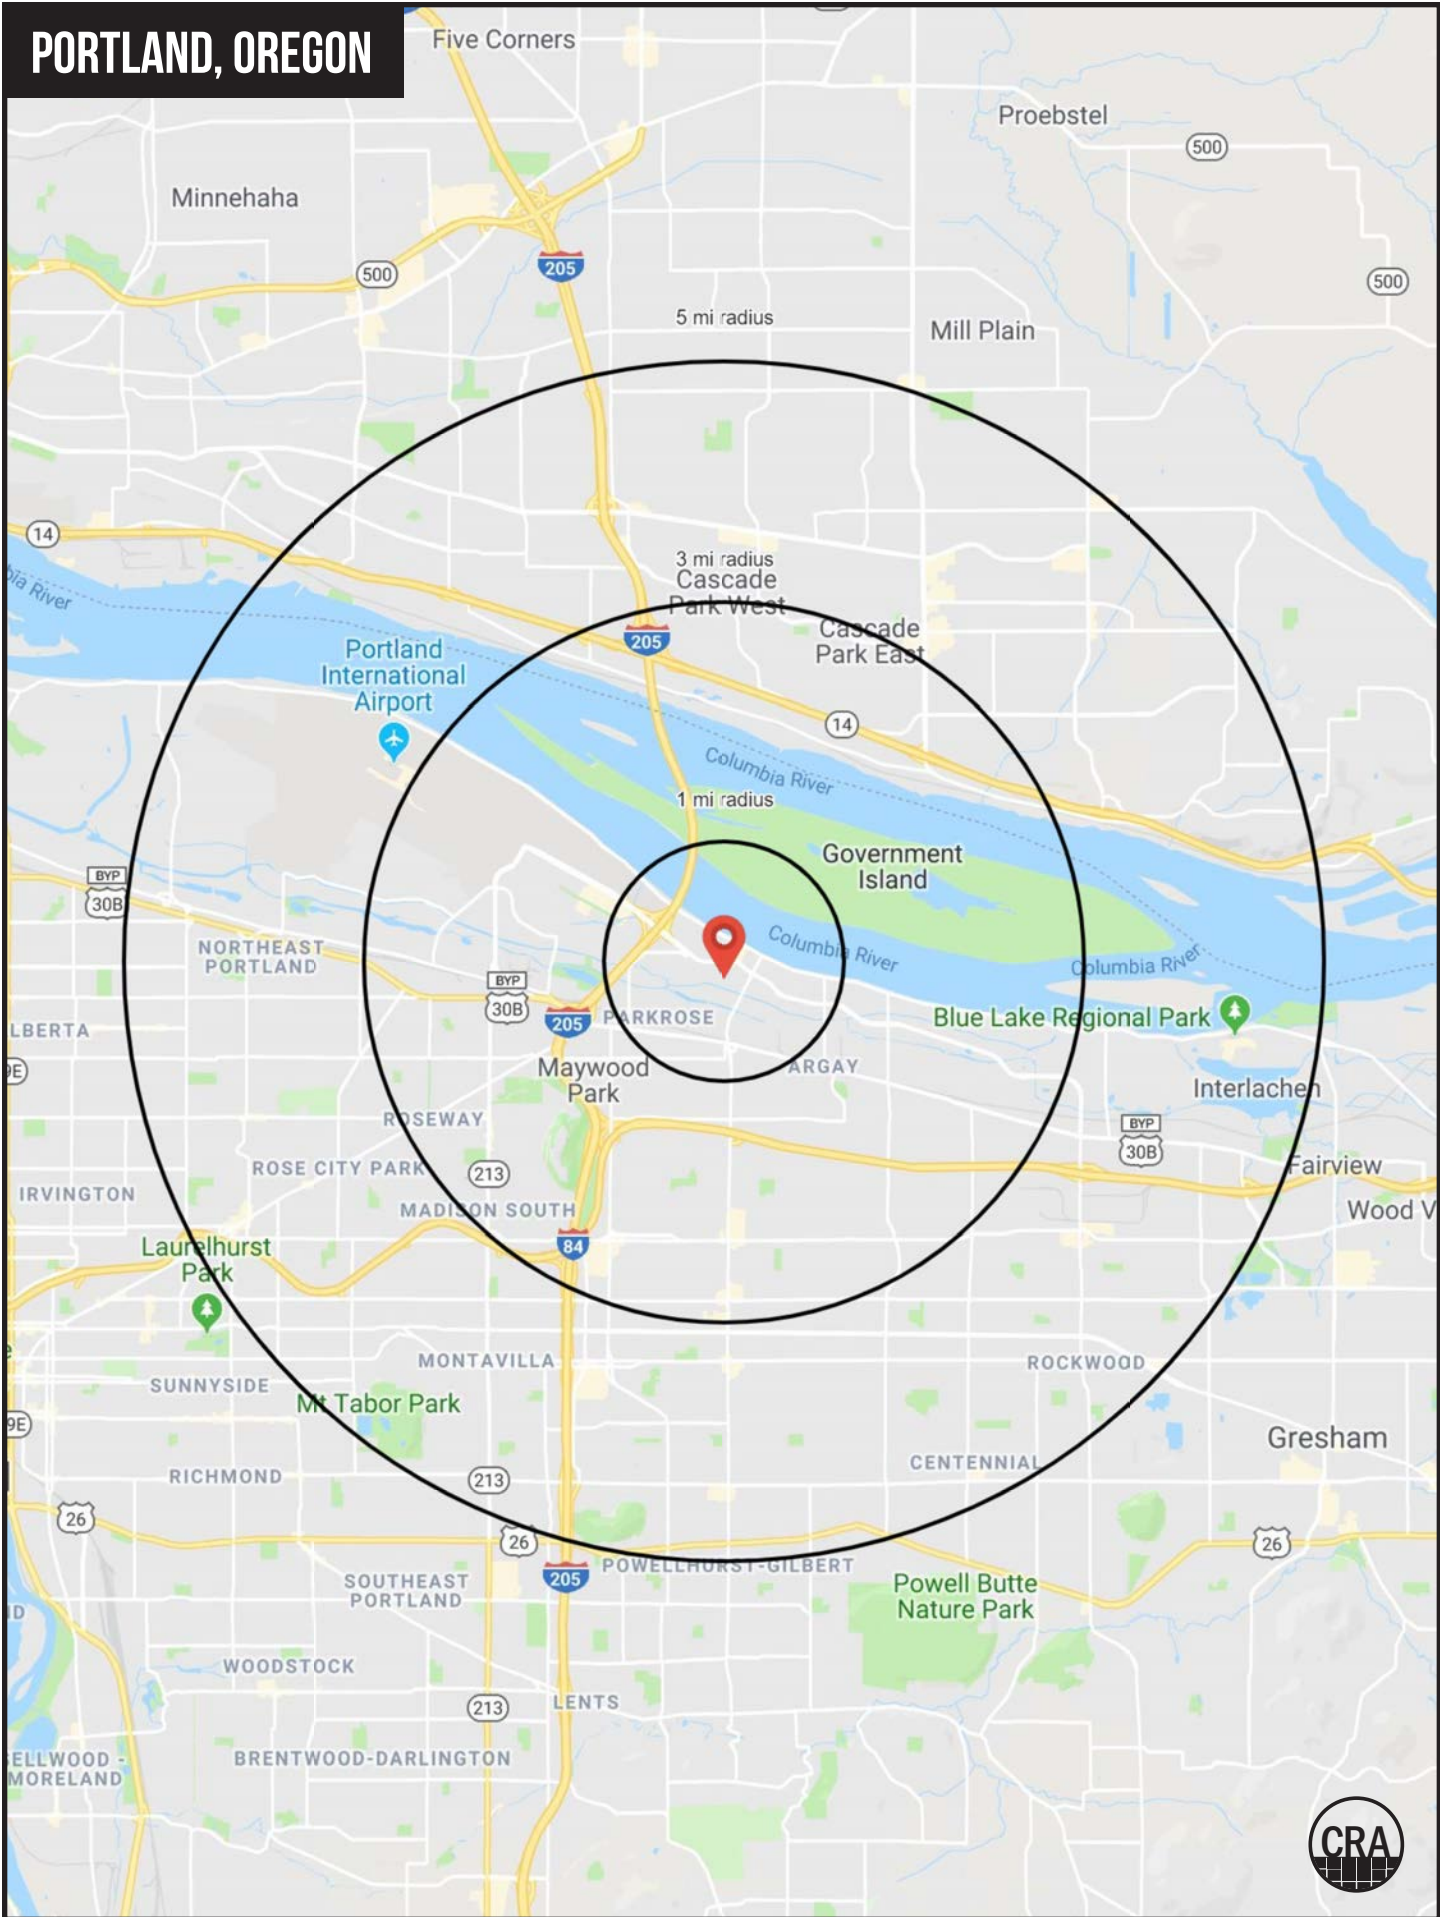 PORTLAND, OREGON
Five Corners
Proebstel
500
Minnehaha
205
500
500
5 mi radius
Mill Plain
14
3 mi radius
Cascade
Park West
bia River
205
Cascade
Park East
Portland
International
Airport
14
Columbia River
1 mi radius
Government
Island
BYP
30B
NORTHEAST
PORTLAND
Columbia River
Columbia River
BYP
30B
205
PARKROSE
Blue Lake Regional Park
LBERTA
9E
Maywood
Park
ARGAY
Interlachen
ROSEWAY
BYP
30B
ROSE CITY PARK
213
Fairview
IRVINGTON
MADISON SOUTH
Wood V
Laurelhurst
Park
84
MONTAVILLA
ROCKWOOD
SUNNYSIDE
Mt Tabor Park
9E
Gresham
CENTENNIAL
RICHMOND
213
26
26
26
205
POWELLHURST-GILBERT
SOUTHEAST
PORTLAND
Powell Butte
Nature Park
WOODSTOCK
213
LENTS
SELLWOOD -
MORELAND
BRENTWOOD-DARLINGTON
CRA